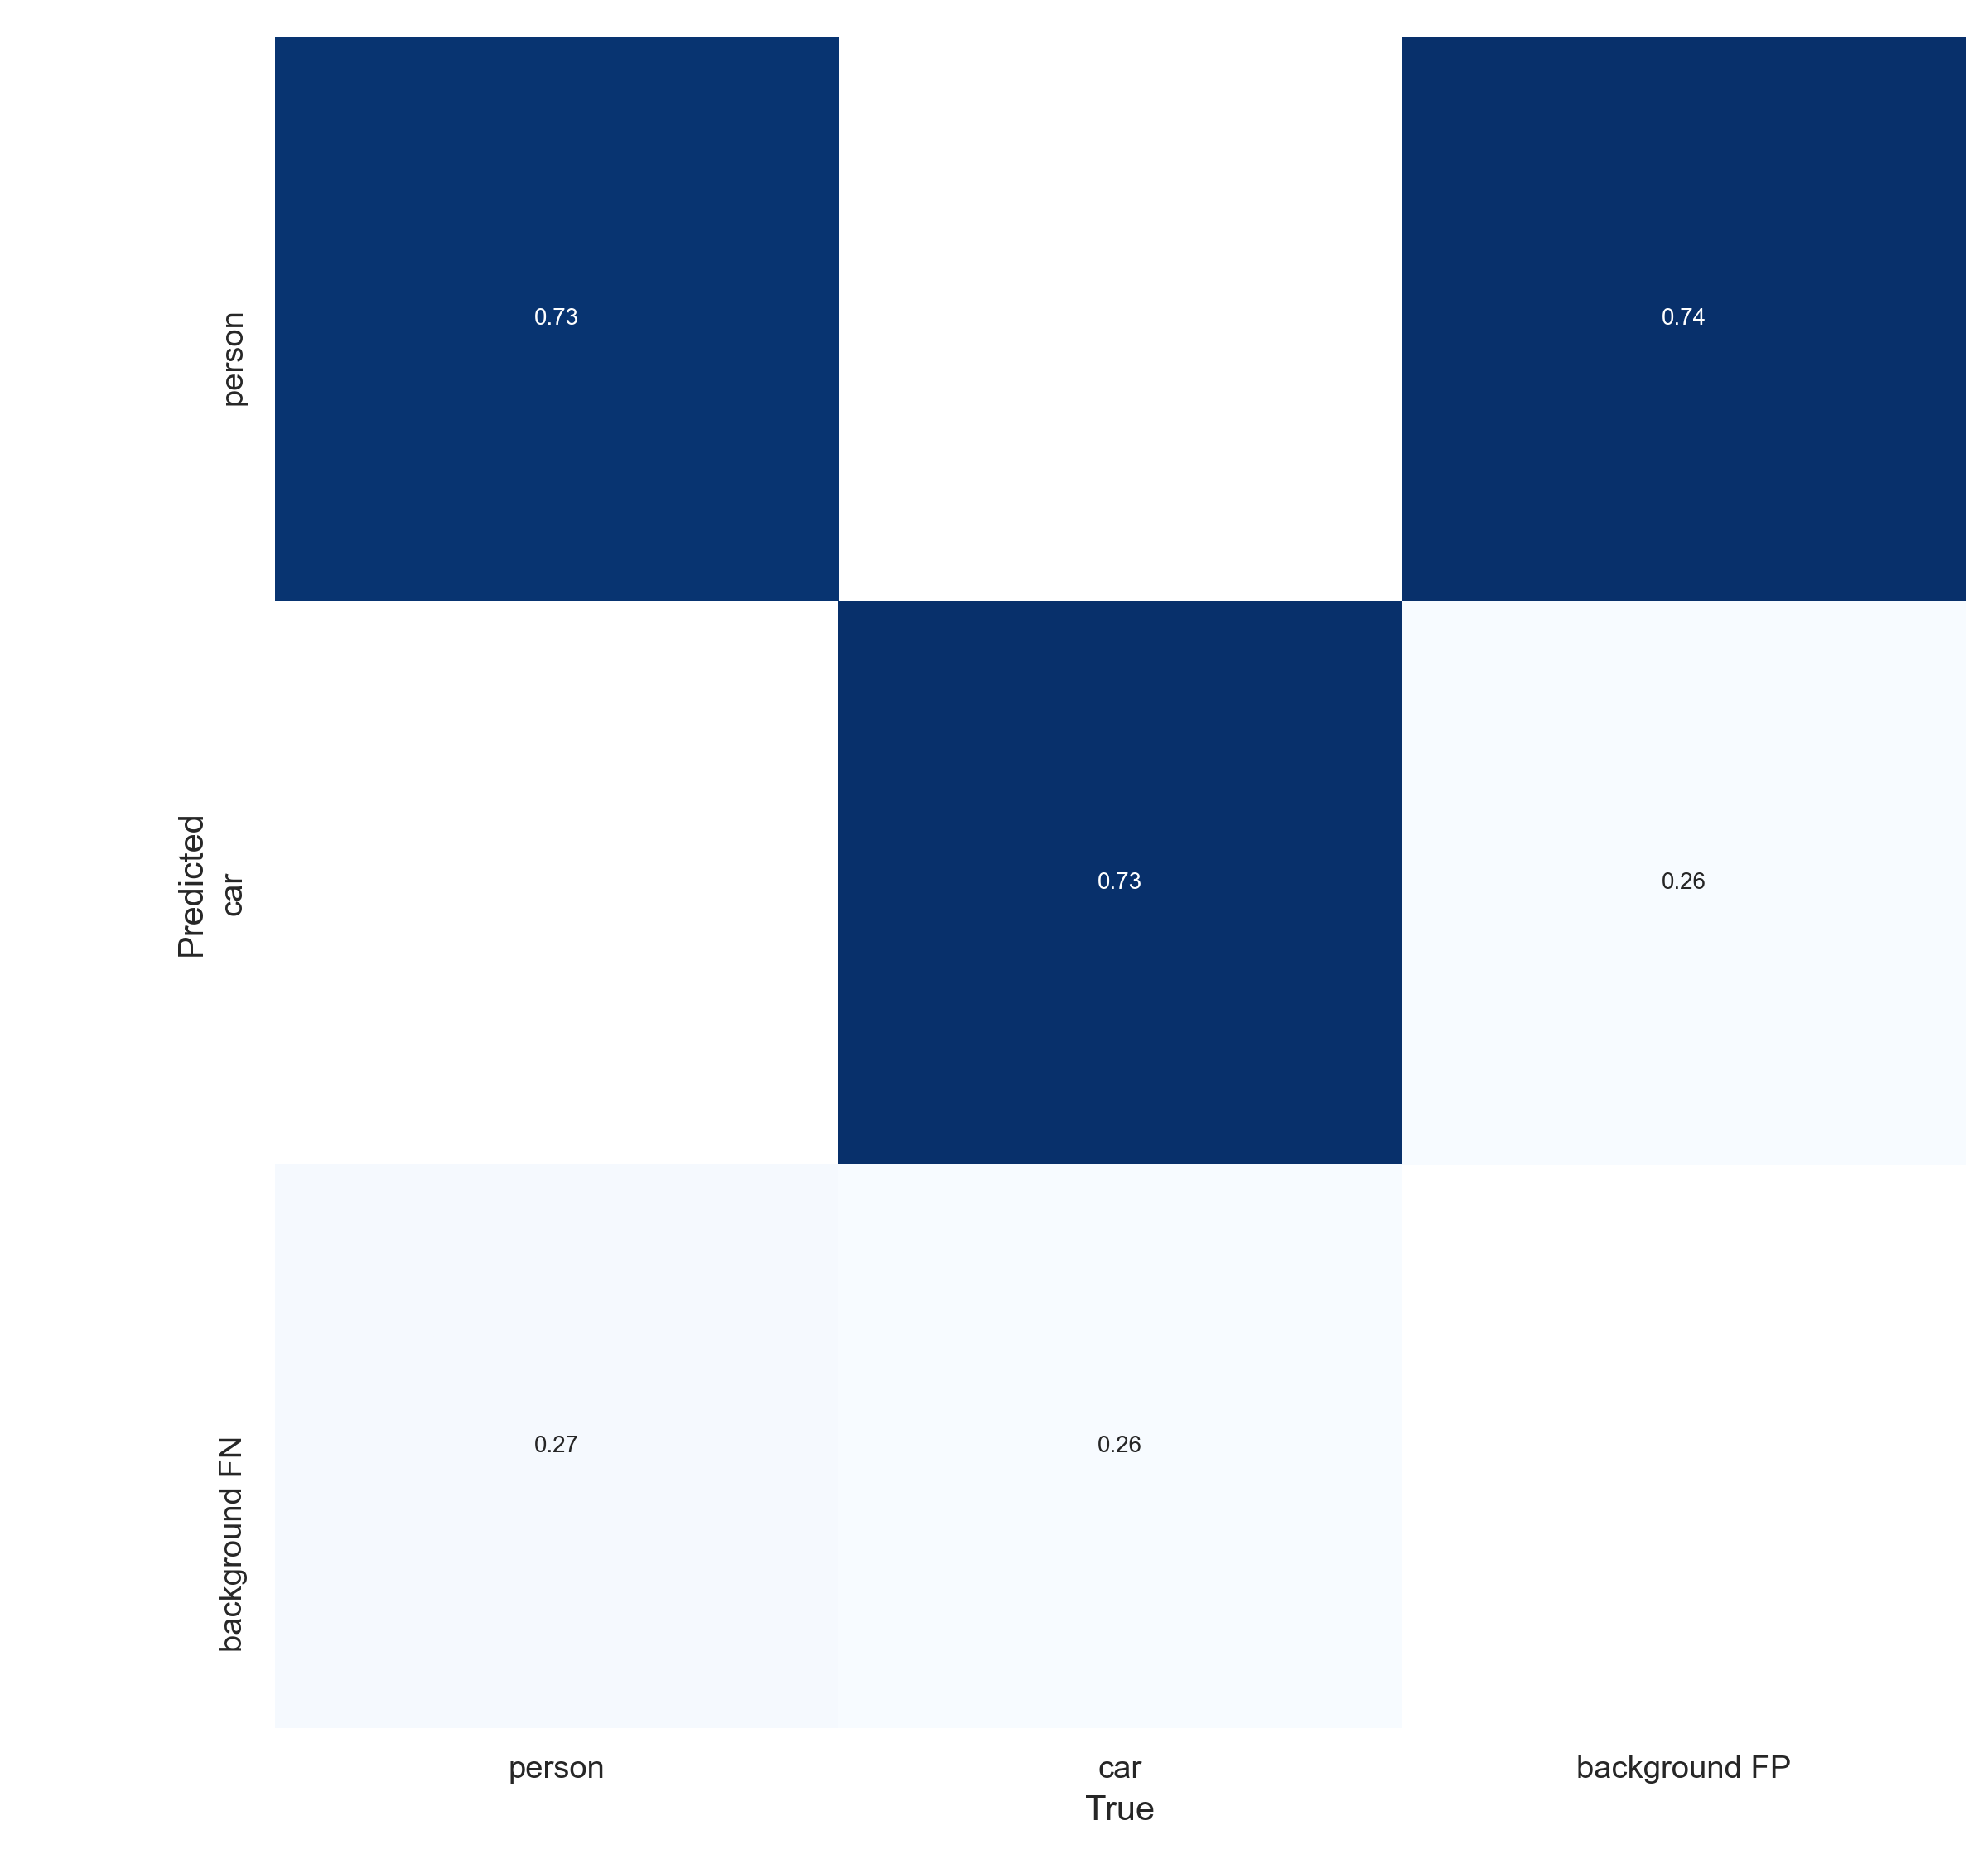 person
0.73
0.74
Predicted
car
0.73
0.26
background FN
0.27
0.26
person
car
background FP
True